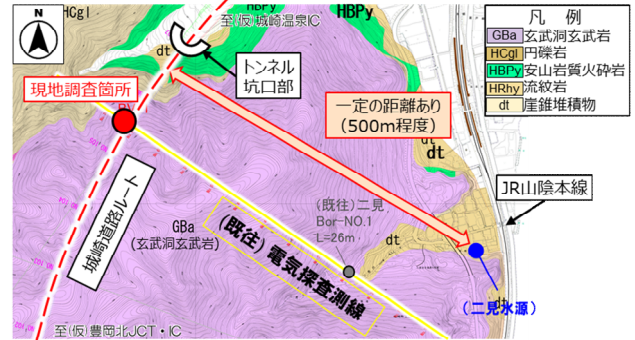 N
至(仮)城崎温泉IC
HBPy
HBPy
HCgl
dt
トンネル
坑口部
現地調査箇所
一定の距離あり
(500m程度)
凡 例
GBa 玄武洞玄武岩
HCgl 円礫岩
HBPy 安山岩質火砕岩
HRhy 流紋岩
dt 崖錐堆積物
dt
dt
JR山陰本線
城崎道路ルート
GBa
(玄武洞玄武岩)
(既往)二見
Bor-NO.1
L=26m
dt
(既往)電気探査測線
(二見水源)
dt
至(仮)豊岡北JCT・IC